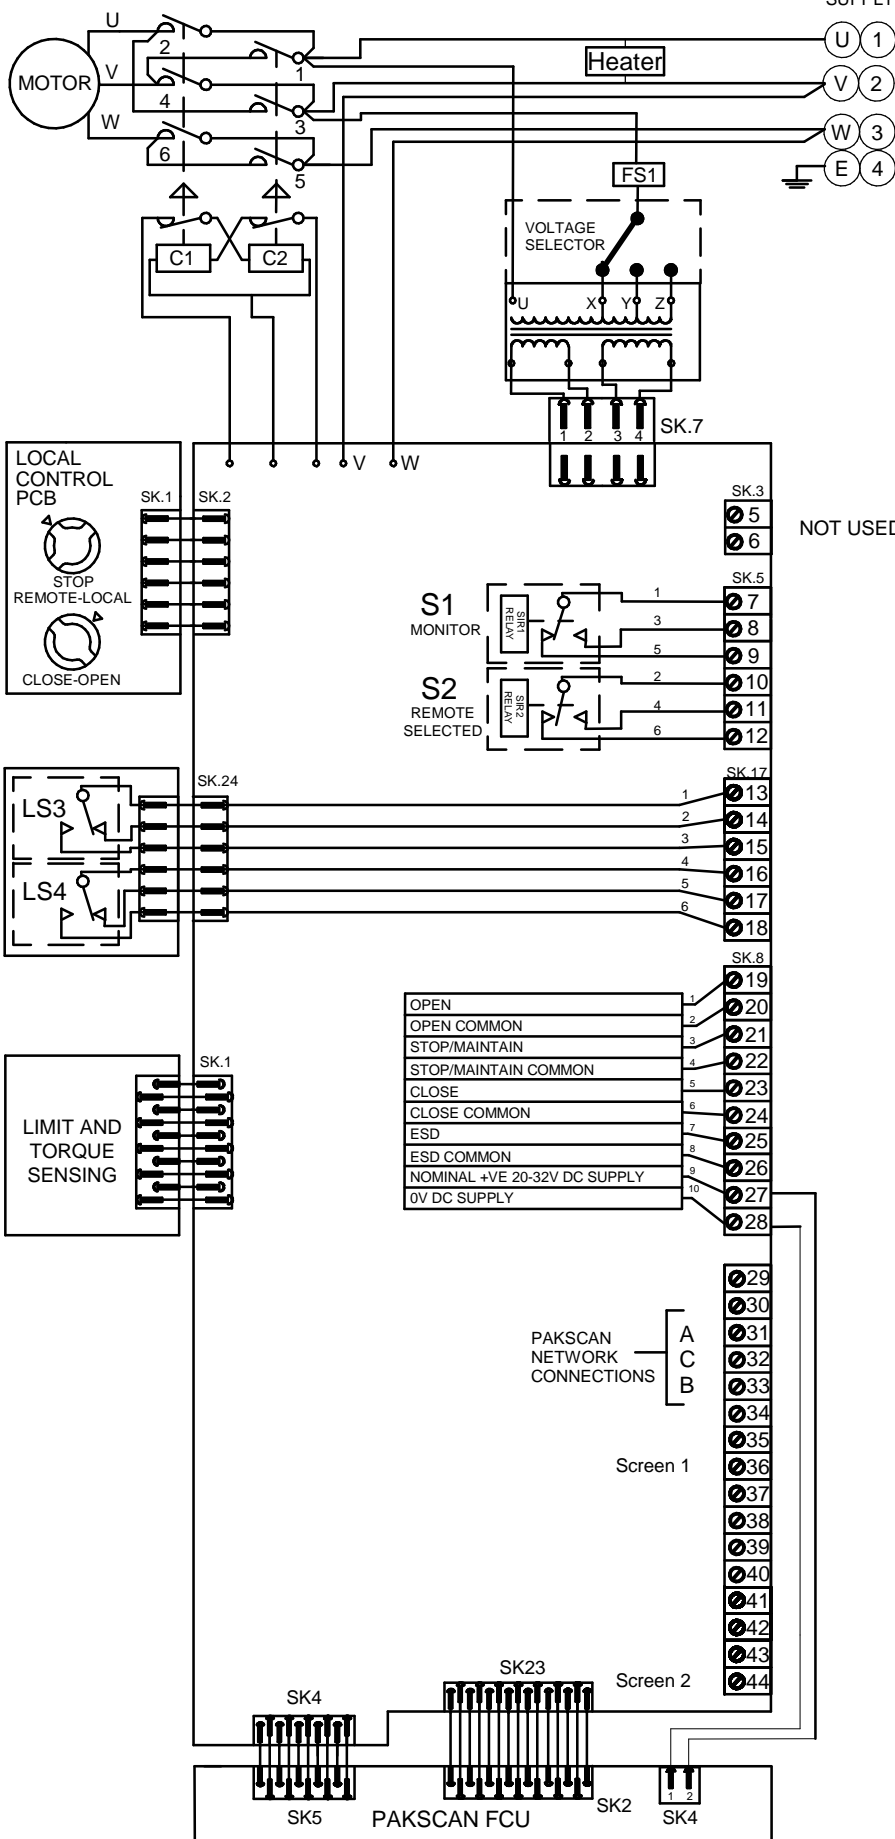 SUPPLY
U
MOTOR
V
W
2
1
4
3
6
5
Heater
U 1
V 2
W 3
E 4
FS1
VOLTAGE
SELECTOR
C1
C2
U
X
Y
Z
1
2
3
4
SK.7
V
W
LOCAL
CONTROL
PCB
SK.1
SK.2
STOP
REMOTE-LOCAL
CLOSE-OPEN
SK.3
5
6
NOT USED
SK.5
S1
MONITOR
SIR1
RELAY
1
3
5
7
8
9
S2
REMOTE
SELECTED
SIR2
RELAY
2
4
6
10
11
12
LS3
LS4
SK.24
SK.17
1
2
3
4
5
6
13
14
15
16
17
18
SK.8
OPEN 1 19
OPEN COMMON 2 20
STOP/MAINTAIN 3 21
STOP/MAINTAIN COMMON 4 22
CLOSE 5 23
CLOSE COMMON 6 24
ESD 7 25
ESD COMMON 8 26
NOMINAL +VE 20-32V DC SUPPLY 9 27
0V DC SUPPLY 10 28
LIMIT AND
TORQUE
SENSING
SK.1
29
30
PAKSCAN
NETWORK
CONNECTIONS
A 31
C 32
B 33
34
35
Screen 1 36
37
38
39
40
41
42
43
Screen 2 44
SK4
SK23
SK5
PAKSCAN FCU
SK2
1
2
SK4